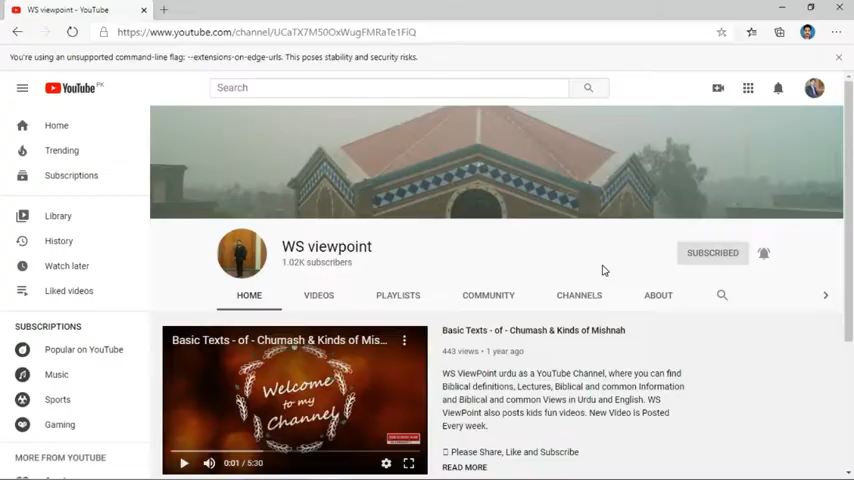 WS viewpoint - YouTube
https://www.youtube.com/channel/UCaTX7M50OxWugFMRaTe1FiQ
You're using an unsupported command-line flag: --extensions-on-edge-urls. This poses stability and security risks.
YouTube PK
Search
Home
Trending
Subscriptions
Library
History
Watch later
Liked videos
SUBSCRIPTIONS
Popular on YouTube
Music
Sports
Gaming
MORE FROM YOUTUBE
WS viewpoint
1.02K subscribers
SUBSCRIBED
HOME VIDEOS PLAYLISTS COMMUNITY CHANNELS ABOUT
Basic Texts - of - Chumash & Kinds of Mis...
Welcome
to my
Channel
0:01 / 5:30
Basic Texts - of - Chumash & Kinds of Mishnah
443 views • 1 year ago
WS ViewPoint urdu as a YouTube Channel, where you can find
Biblical definitions, Lectures, Biblical and common Information
and Biblical and common Views in Urdu and English. WS
ViewPoint also posts kids fun videos. New Video is Posted
Every week.
Please Share, Like and Subscribe
READ MORE